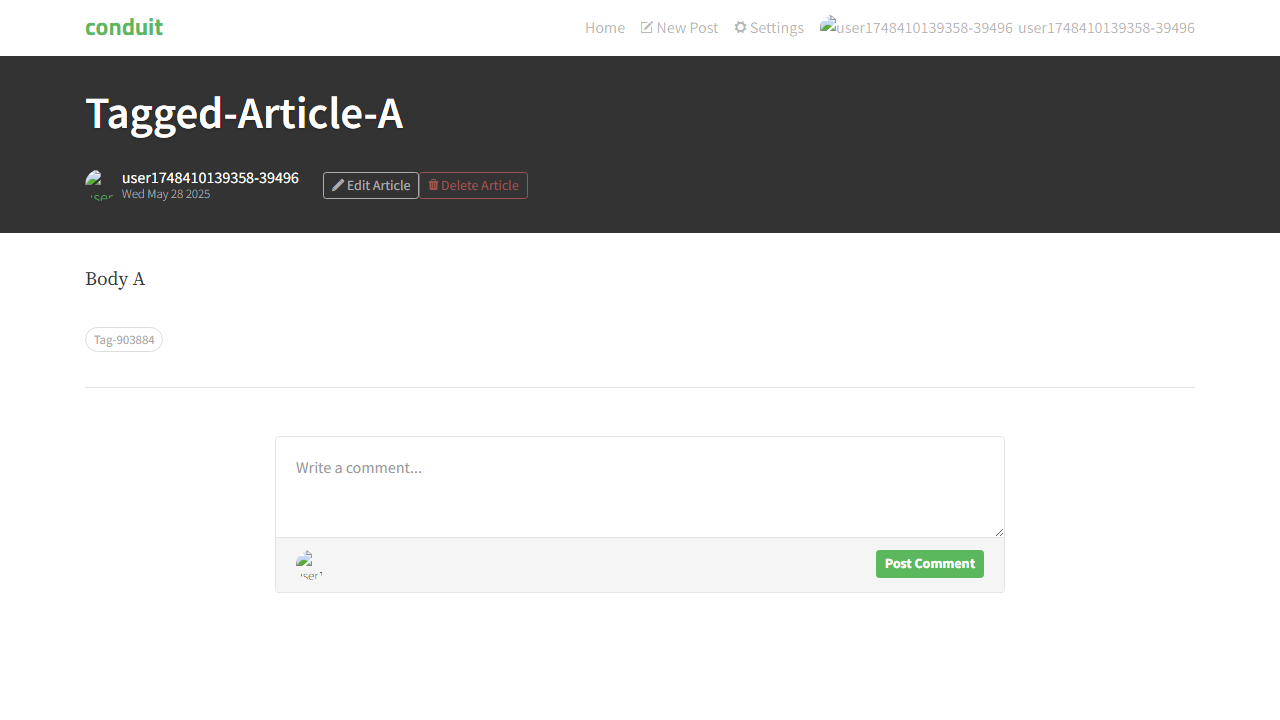 conduit
Home New Post Settings user1748410139358-39496 user1748410139358-39496
Tagged-Article-A
user1748410139358-39496
Wed May 28 2025
Edit Article Delete Article
Body A
Tag-903884
Write a comment...
Post Comment